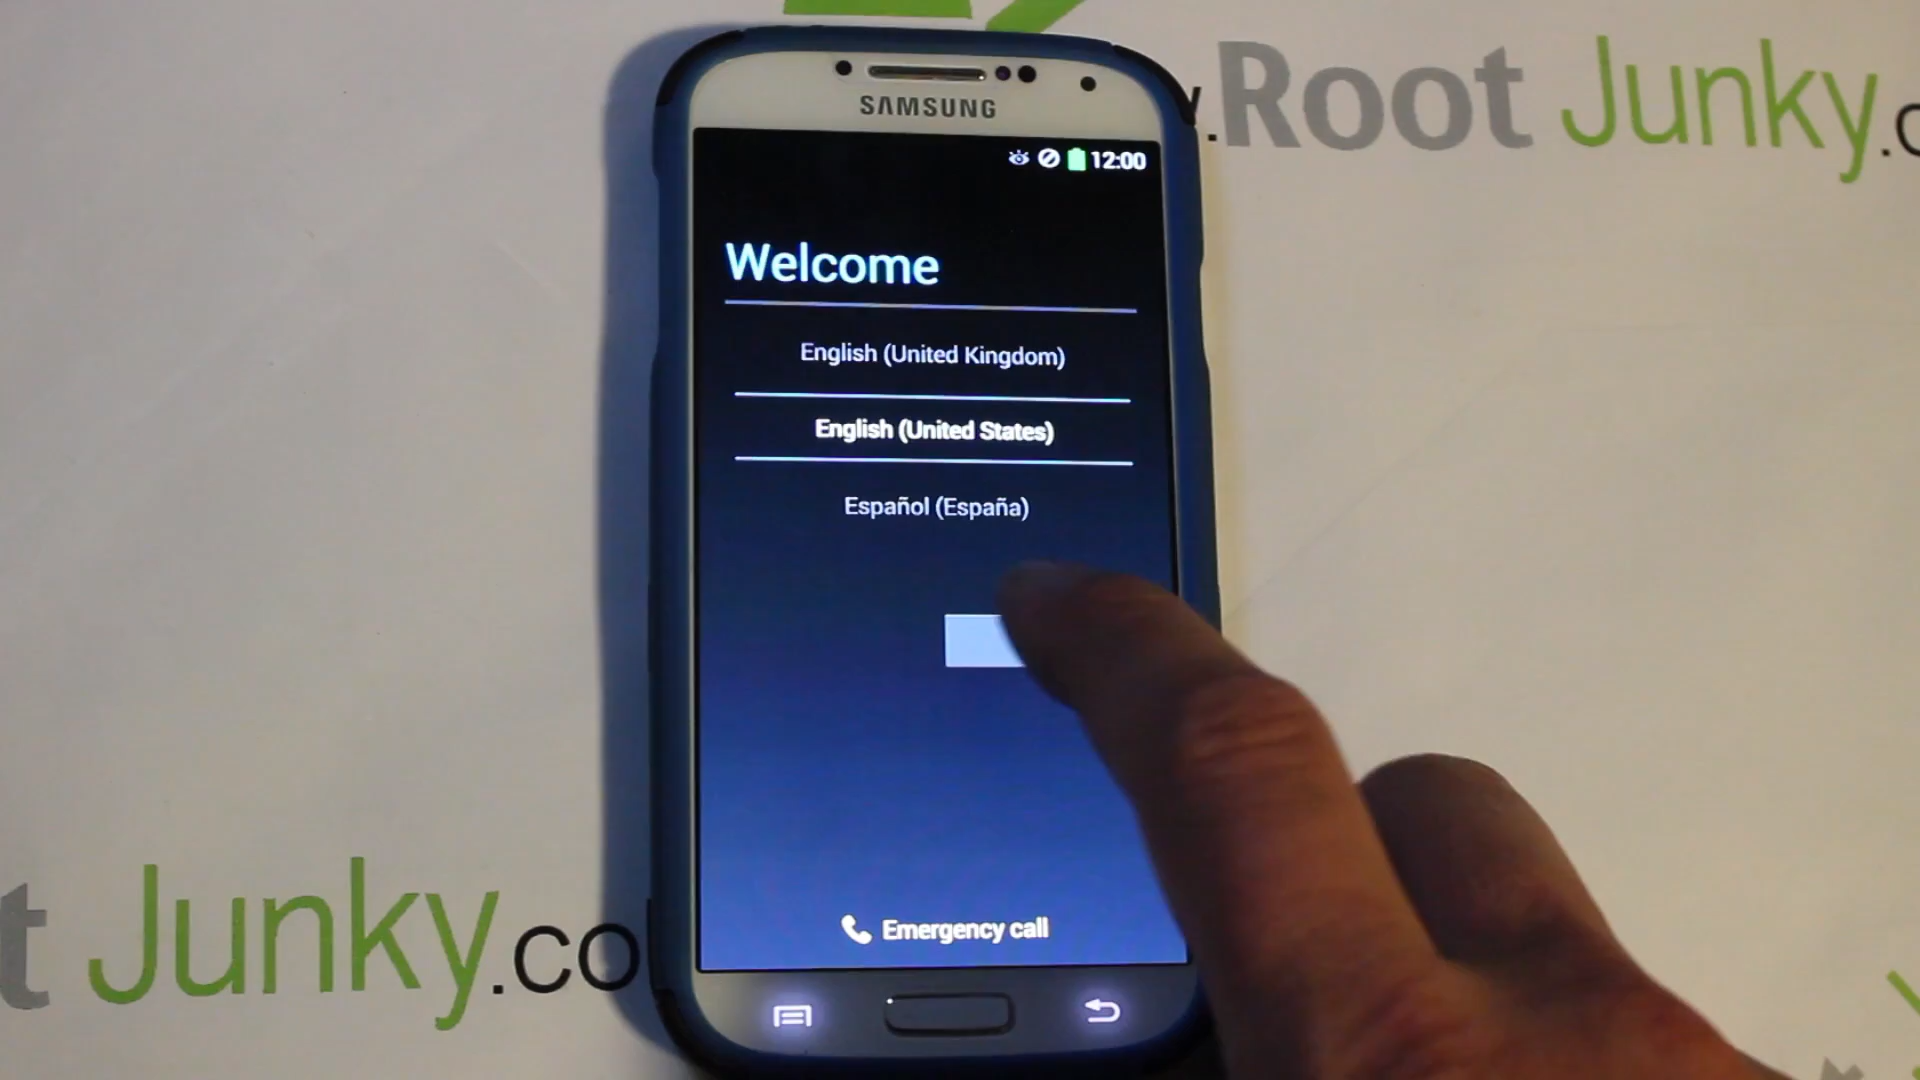 Root Junky.c
SAMSUNG
12:00
Welcome
English (United Kingdom)
English (United States)
Español (España)
Emergency call
t Junky.co